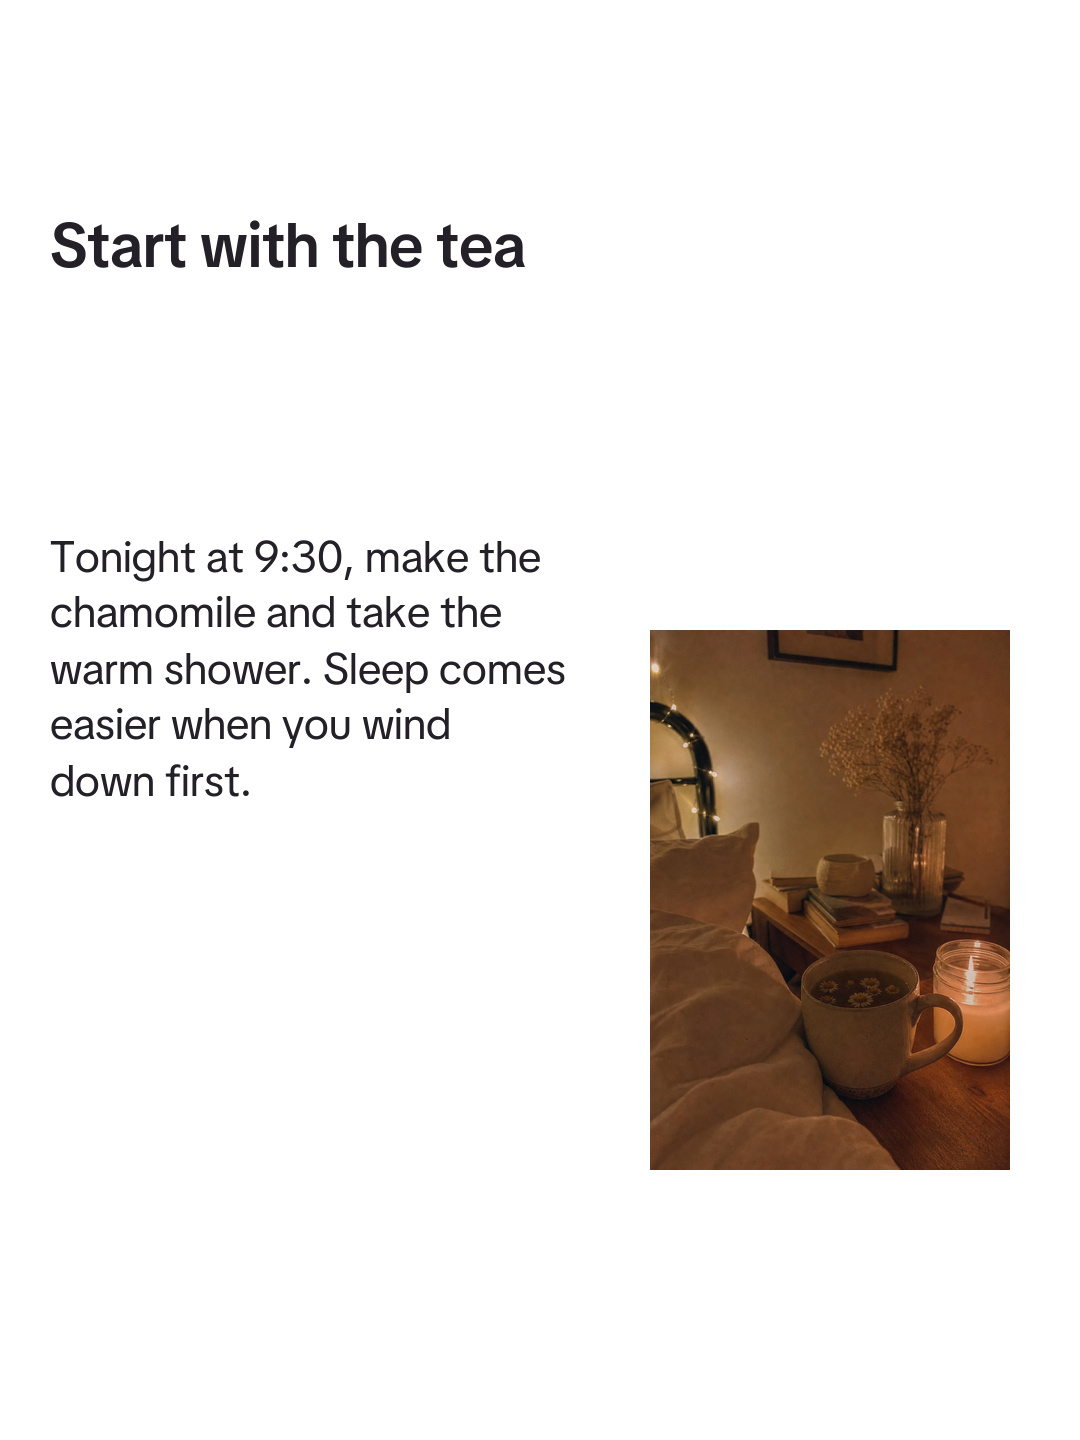 Start with the tea
Tonight at 9:30, make the
chamomile and take the
warm shower. Sleep comes
easier when you wind
down first.